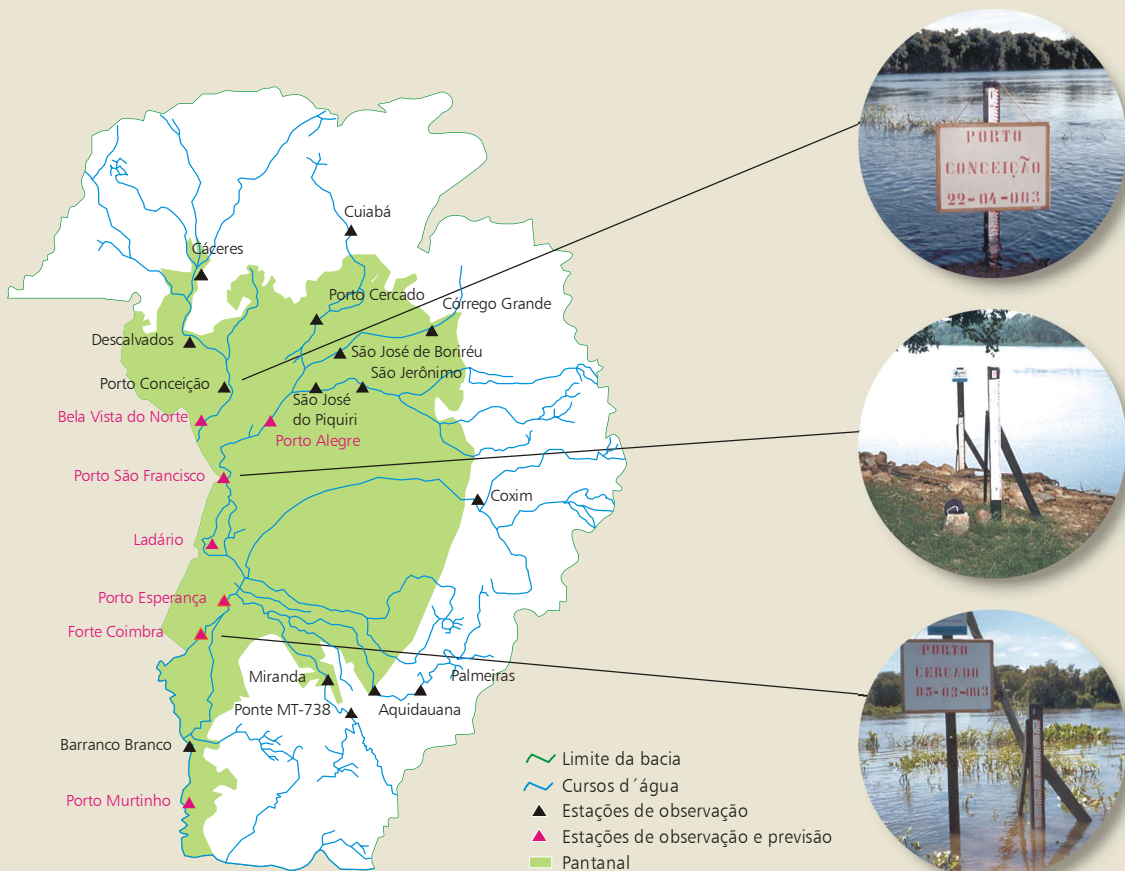 PORTO
CONCEIÇÃO
22-04-003
Cuiabá
Cáceres
Porto Cercado
Córrego Grande
Descalvados
São José de Boriréu
São Jerônimo
Porto Conceição
São José
do Piquiri
Bela Vista do Norte
Porto Alegre
Porto São Francisco
Coxim
Ladário
Porto Esperança
Forte Coimbra
Miranda
Palmeiras
Ponte MT-738
Aquidauana
Barranco Branco
Porto Murtinho
PORTO
CERCADO
05-03-003
Limite da bacia
Cursos d´água
Estações de observação
Estações de observação e previsão
Pantanal